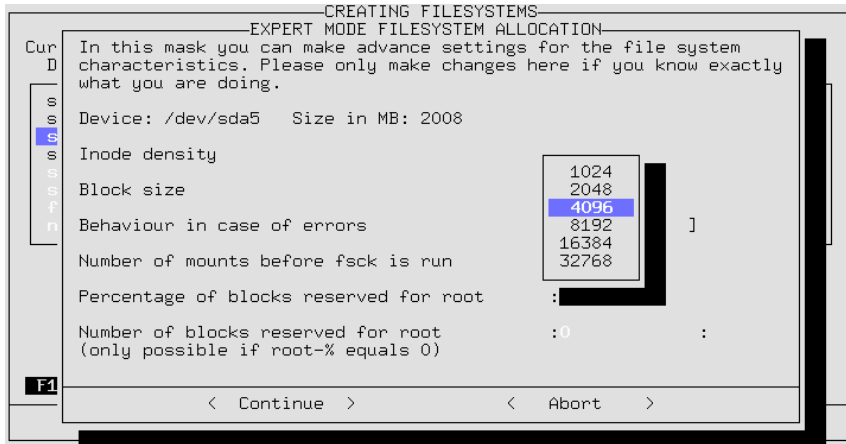 CREATING FILESYSTEMS
EXPERT MODE FILESYSTEM ALLOCATION
Cur
In this mask you can make advance settings for the file system
D
characteristics. Please only make changes here if you know exactly
what you are doing.
s
s
Device: /dev/sda5 Size in MB: 2008
s
s
Inode density
s
1024
s
Block size
2048
f
4096
n
Behaviour in case of errors
8192
]
16384
Number of mounts before fsck is run
32768
Percentage of blocks reserved for root :
Number of blocks reserved for root :0 :
(only possible if root-% equals 0)
F1
< Continue > < Abort >